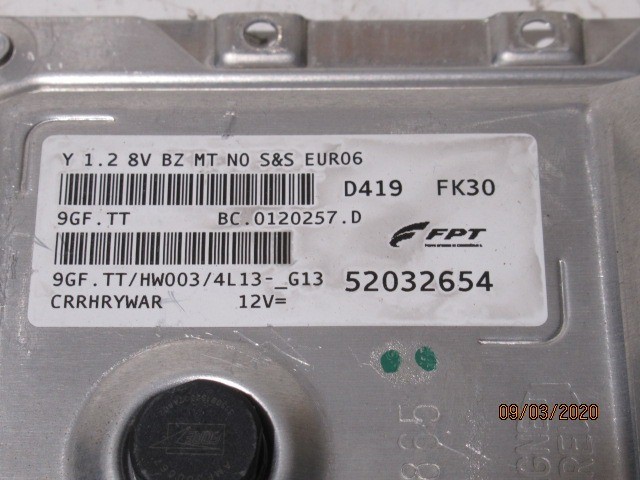 Y 1.2 8V BZ MT NO S&S EURO6
D419 FK30
9GF.TT BC.0120257.D
FPT
9GF.TT/HW003/4L13-_G13 52032654
CRRHRYWAR 12V=
865
09/03/2020